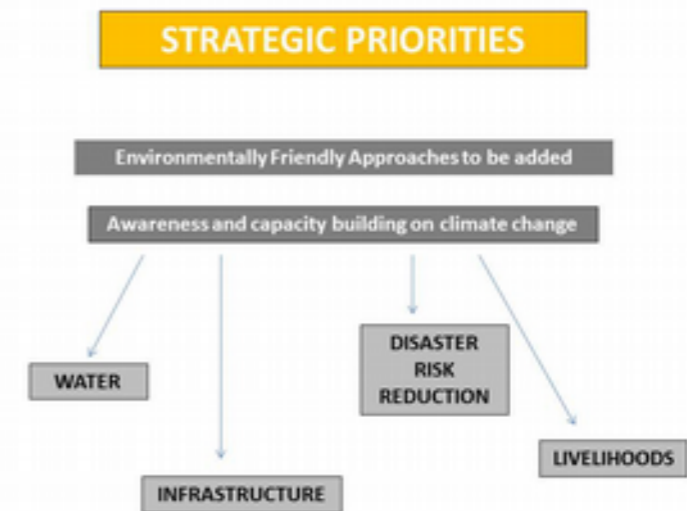 STRATEGIC PRIORITIES
Environmentally Friendly Approaches to be added
Awareness and capacity building on climate change
DISASTER
RISK
REDUCTION
WATER
LIVELIHOODS
INFRASTRUCTURE